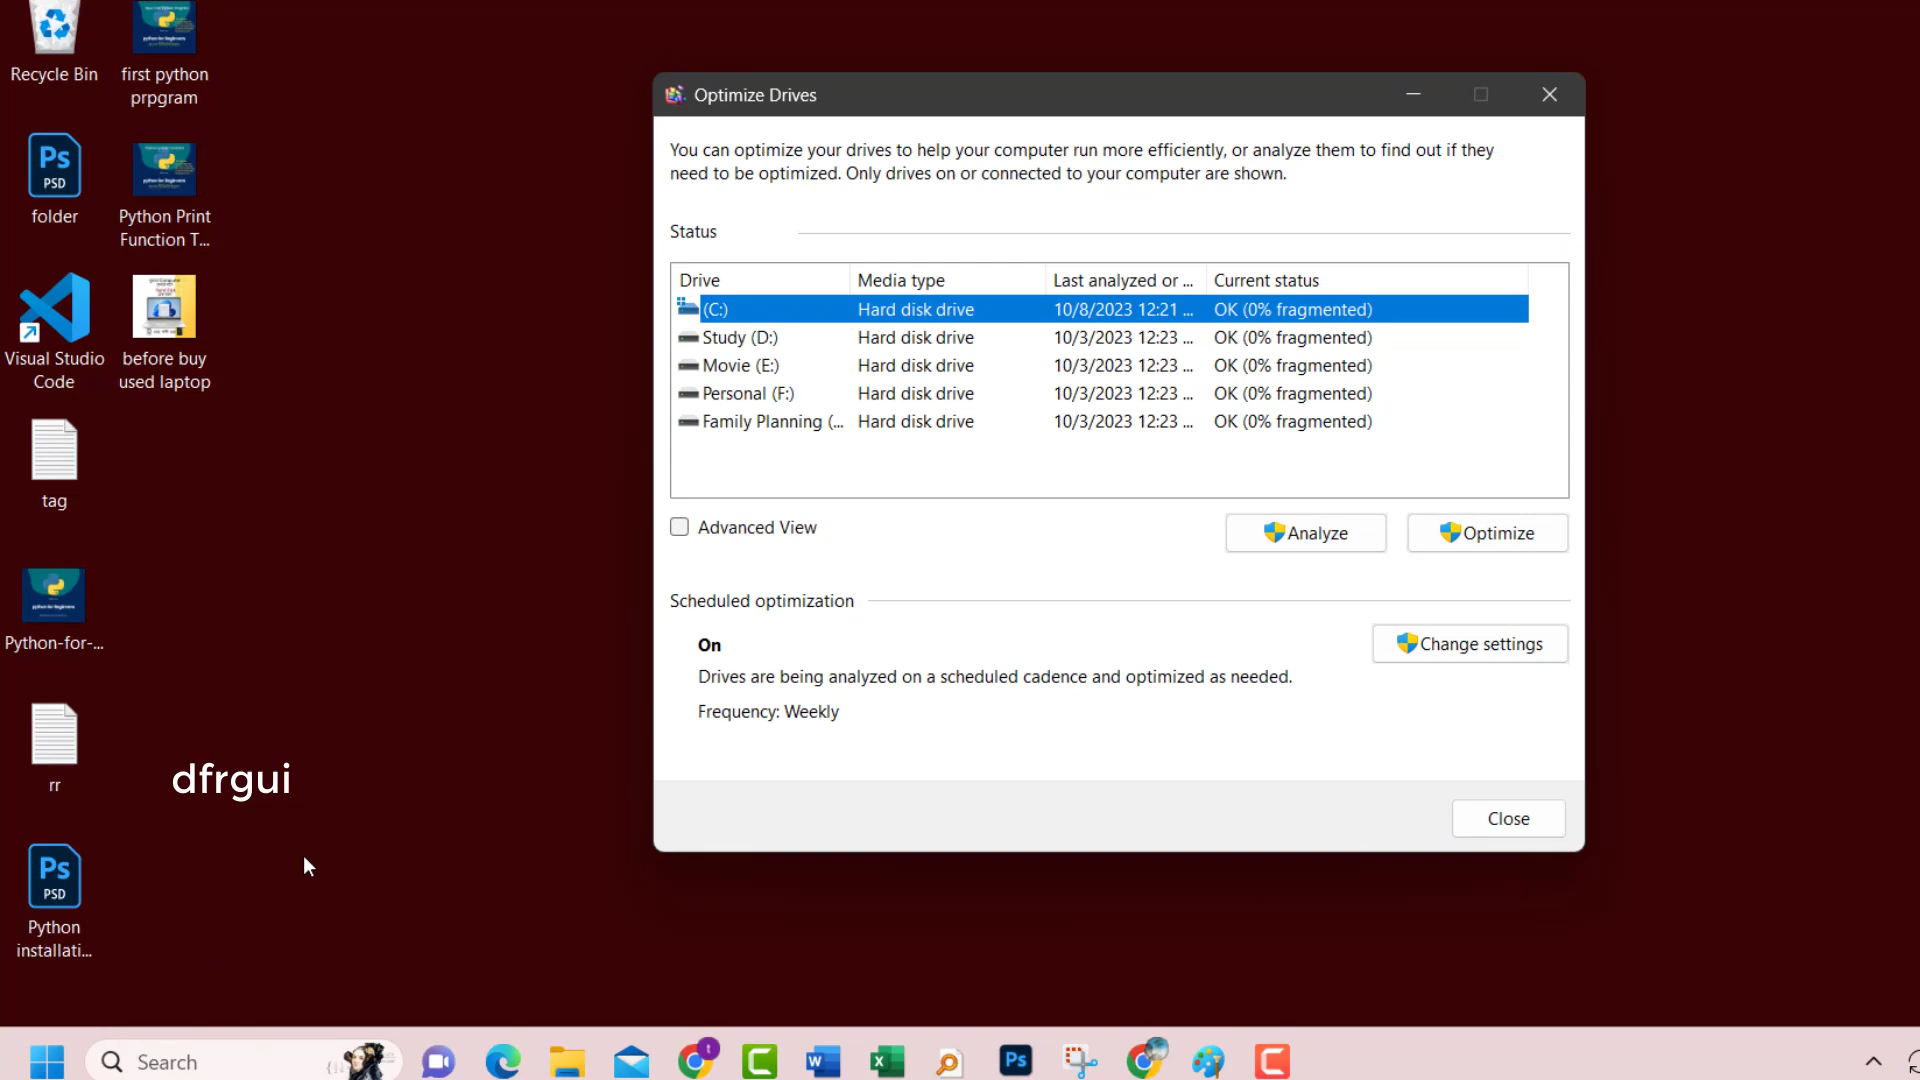 Recycle Bin
first python
prpgram
Ps
PSD
folder
Python Print
Function T...
Visual Studio
Code
before buy
used laptop
tag
Python-for-...
rr
dfrgui
Ps
PSD
Python
installati...
Optimize Drives
You can optimize your drives to help your computer run more efficiently, or analyze them to find out if they
need to be optimized. Only drives on or connected to your computer are shown.
Status
Drive Media type Last analyzed or ... Current status
(C:) Hard disk drive 10/8/2023 12:21 ... OK (0% fragmented)
Study (D:) Hard disk drive 10/3/2023 12:23 ... OK (0% fragmented)
Movie (E:) Hard disk drive 10/3/2023 12:23 ... OK (0% fragmented)
Personal (F:) Hard disk drive 10/3/2023 12:23 ... OK (0% fragmented)
Family Planning (... Hard disk drive 10/3/2023 12:23 ... OK (0% fragmented)
Advanced View
Analyze
Optimize
Scheduled optimization
On
Change settings
Drives are being analyzed on a scheduled cadence and optimized as needed.
Frequency: Weekly
Close
Search
t
W
X
Ps